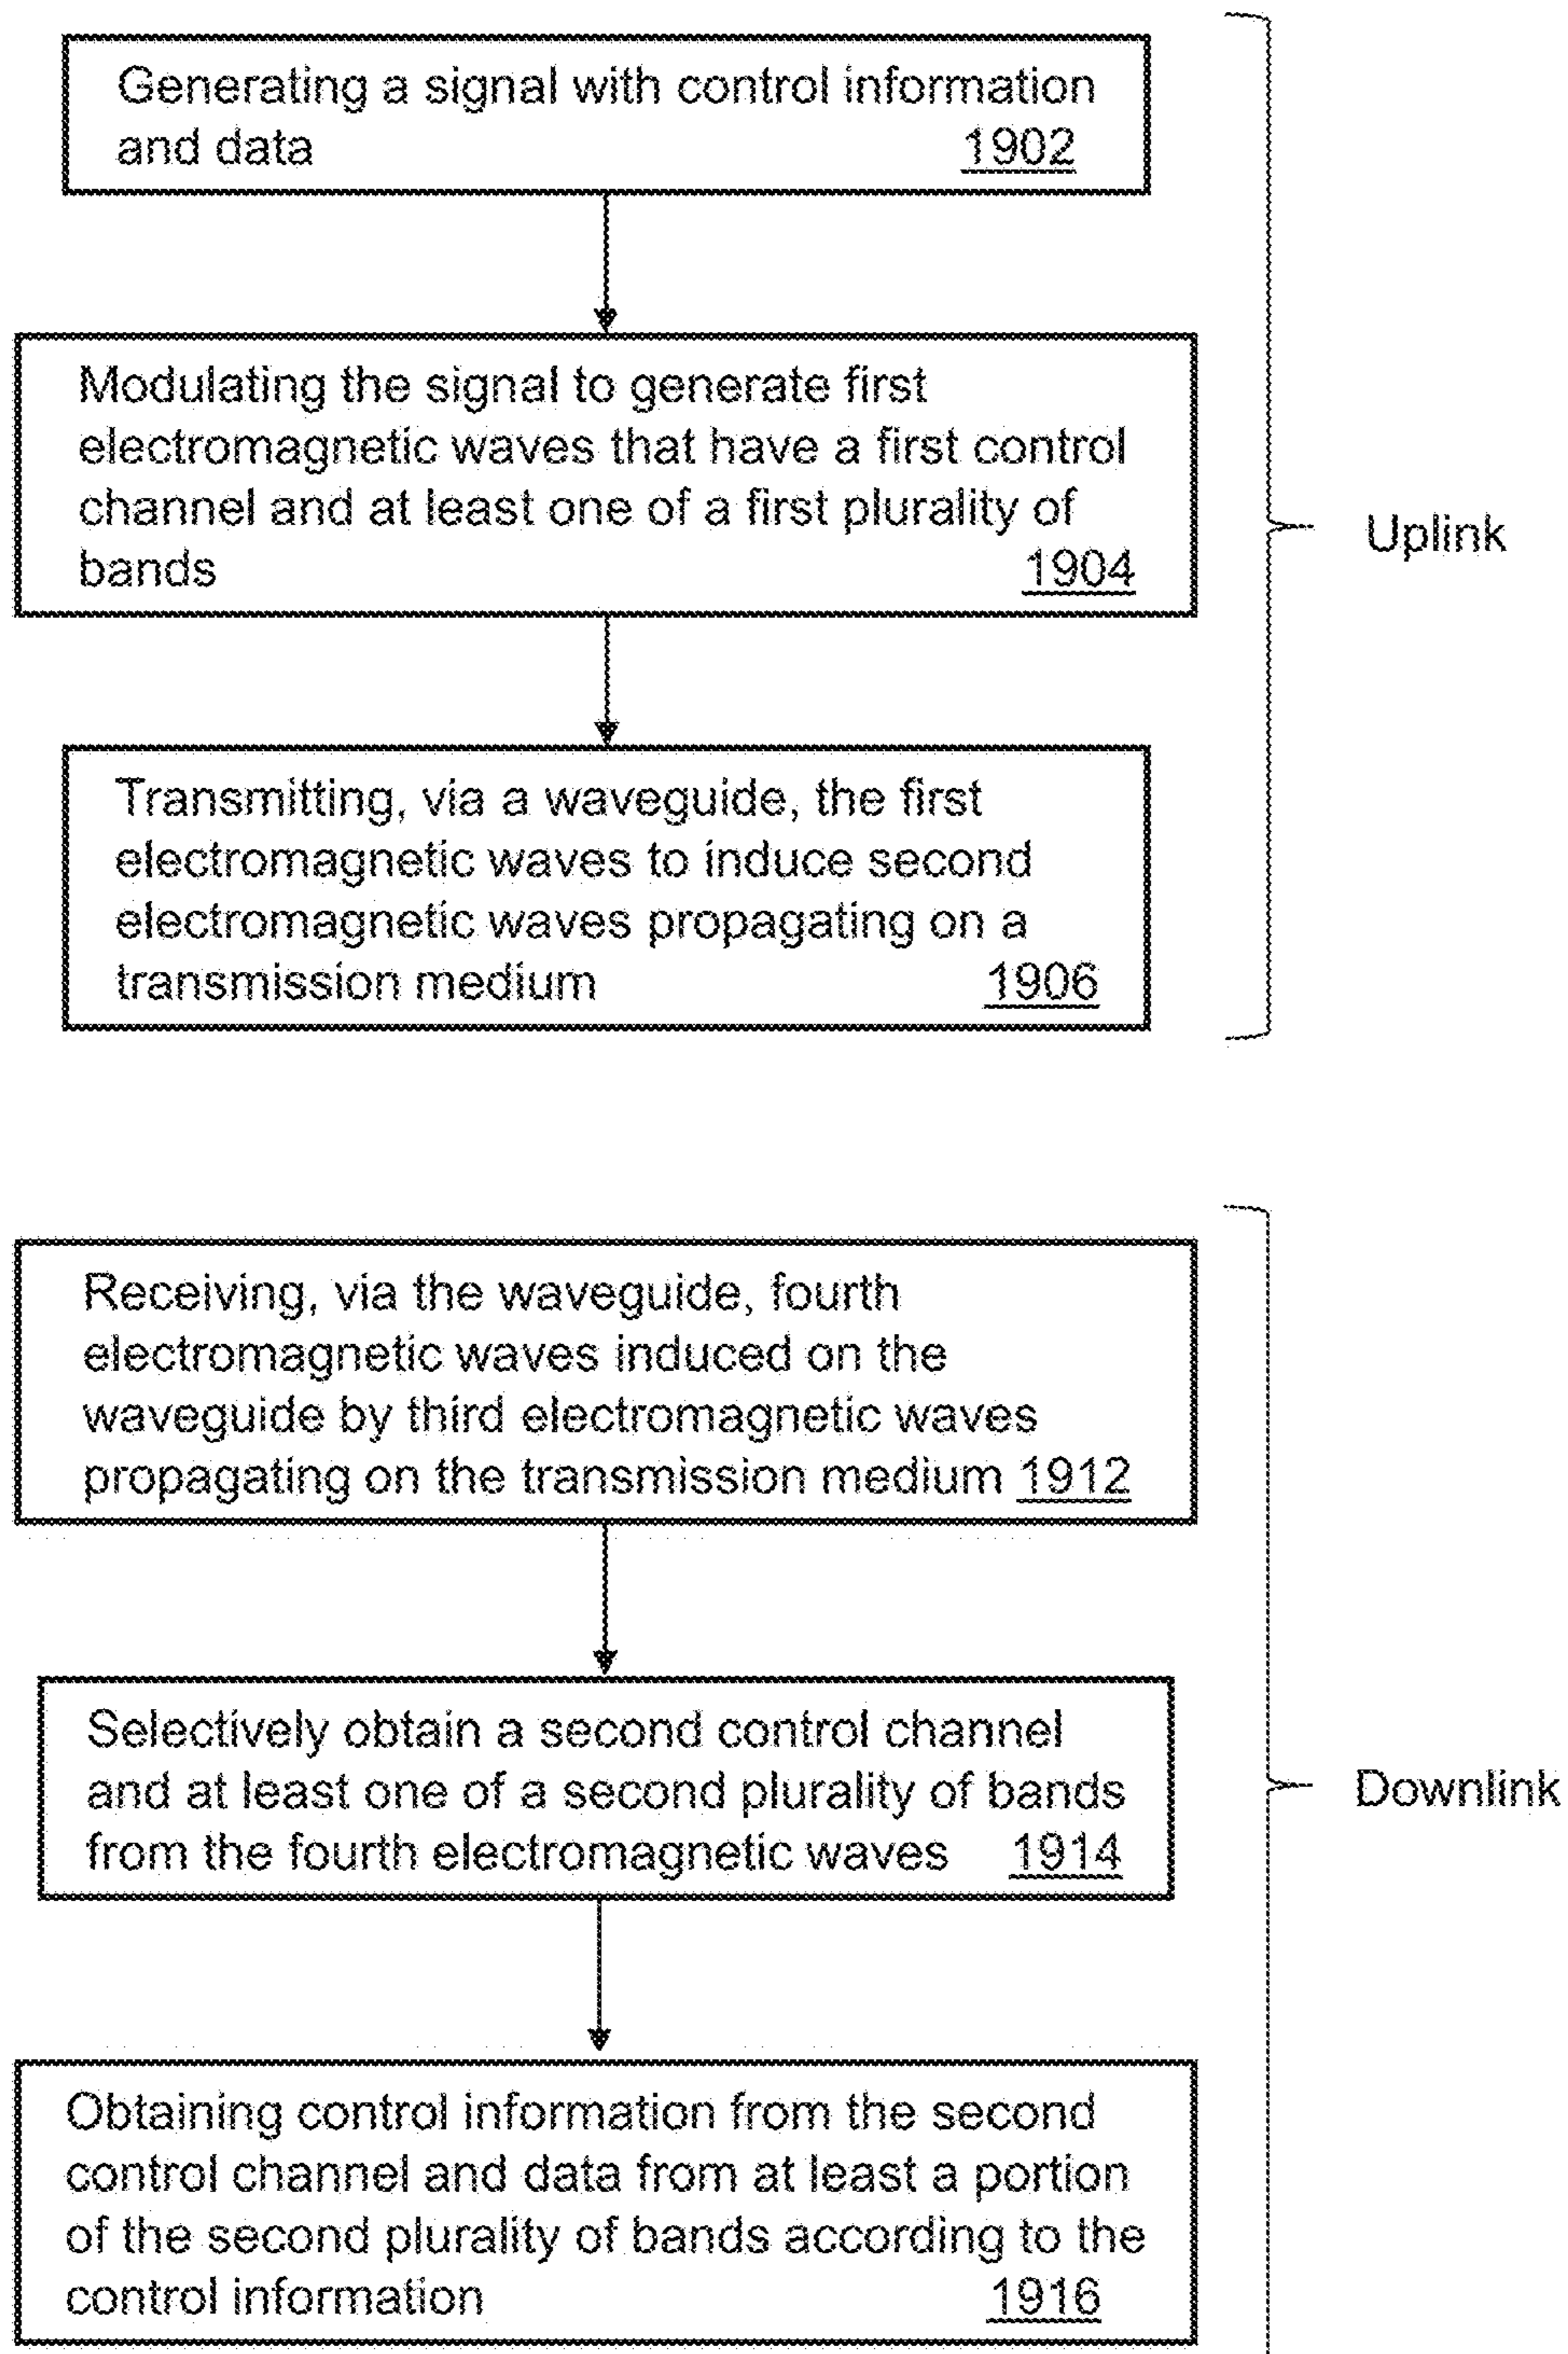 Generating a signal with control information
and data 1902
Modulating the signal to generate first
electromagnetic waves that have a first control
channel and at least one of a first plurality of
bands 1904
Uplink
Transmitting, via a waveguide, the first
electromagnetic waves to induce second
electromagnetic waves propagating on a
transmission medium 1906
Receiving, via the waveguide, fourth
electromagnetic waves induced on the
waveguide by third electromagnetic waves
propagating on the transmission medium 1912
Selectively obtain a second control channel
and at least one of a second plurality of bands
from the fourth electromagnetic waves 1914
Downlink
Obtaining control information from the second
control channel and data from at least a portion
of the second plurality of bands according to the
control information 1916